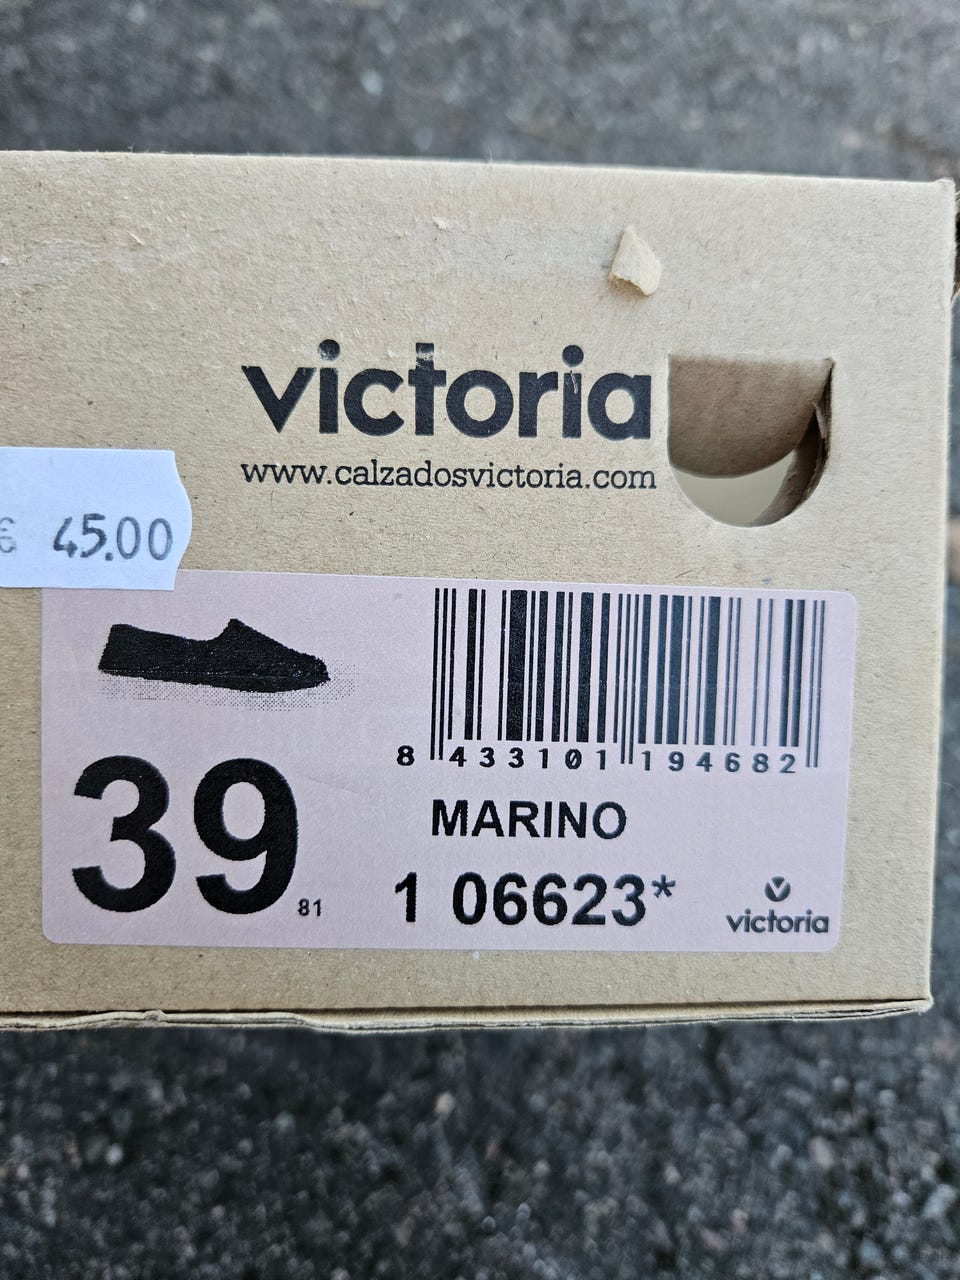 victoria
www.calzadosvictoria.com
€ 45.00
8 433101 194682
39 81
MARINO
1 06623*
victoria